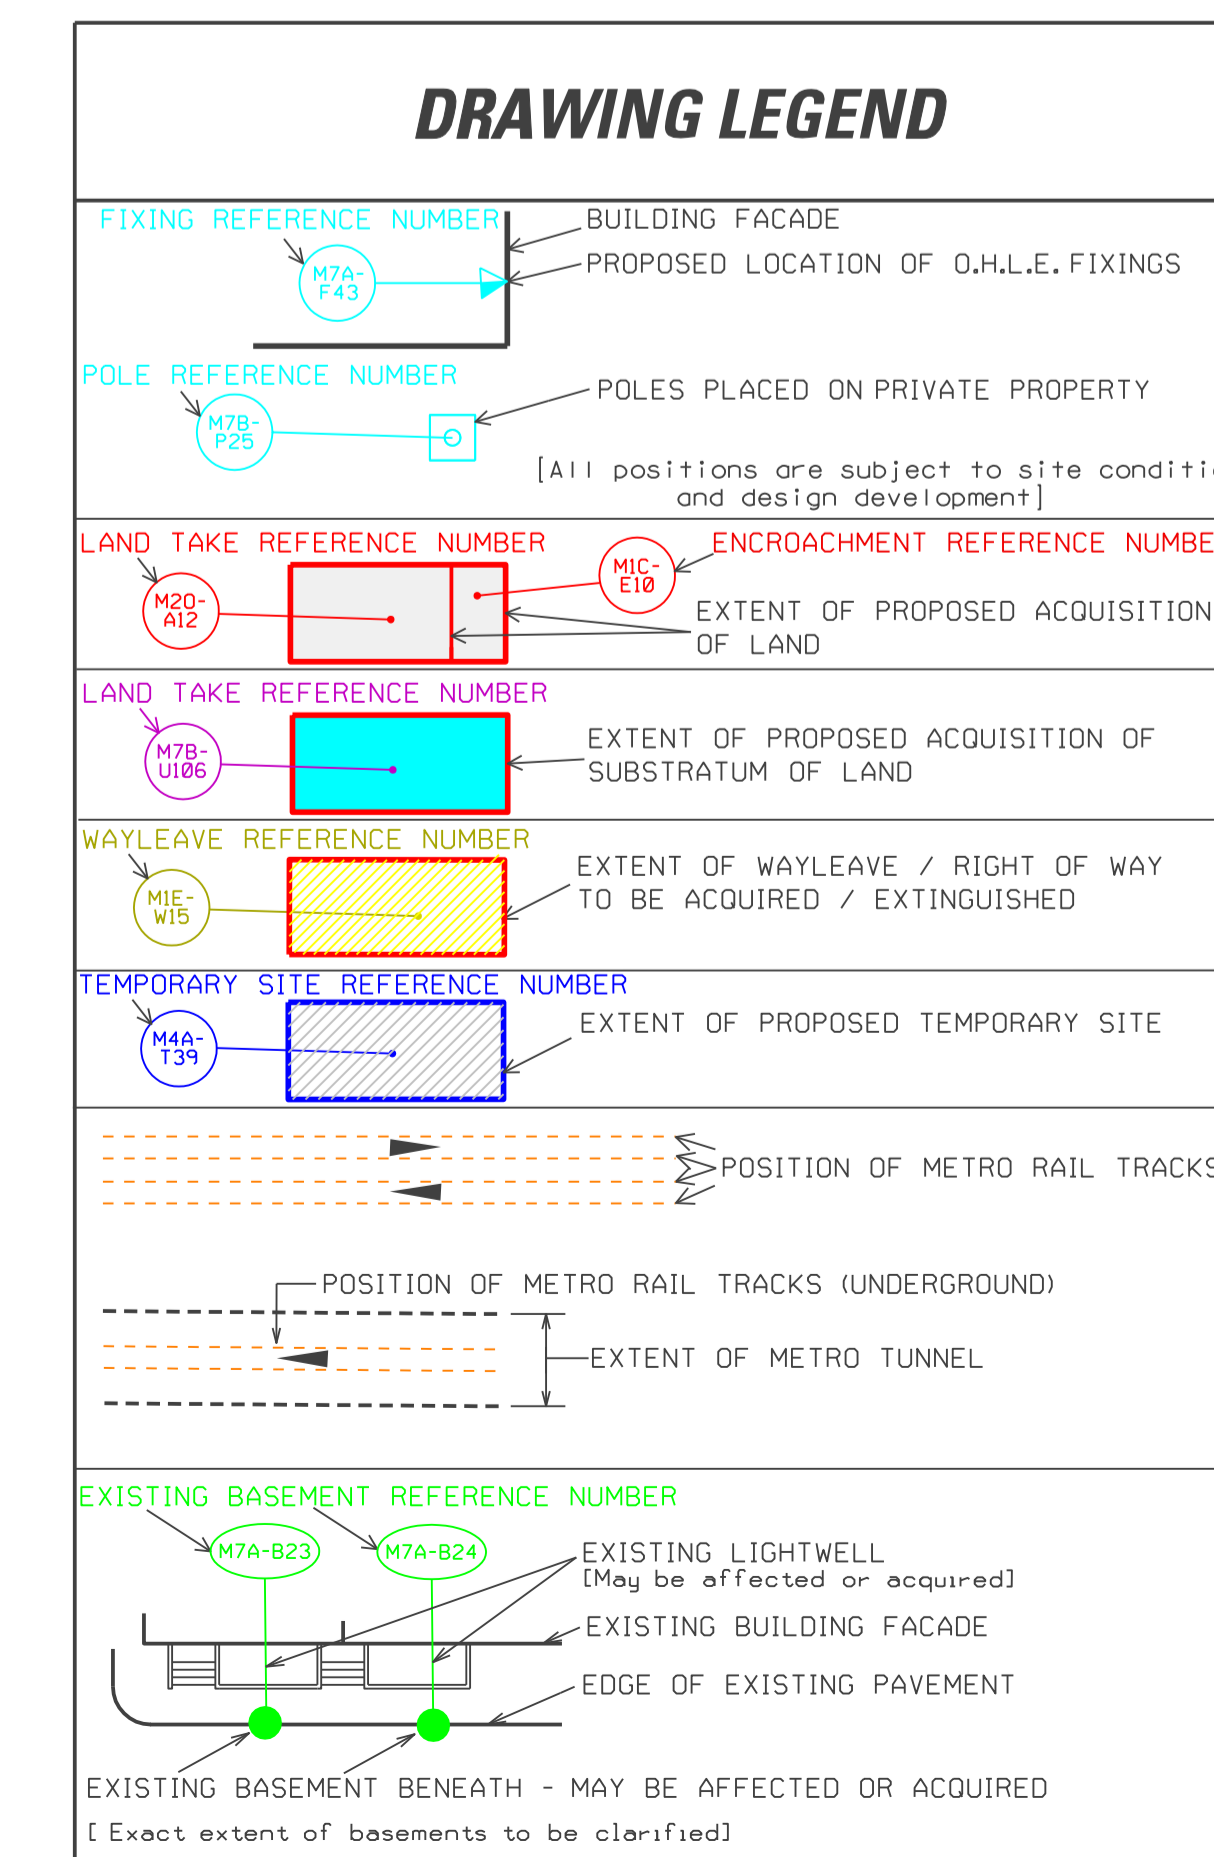 DRAWING LEGEND
FIXING REFERENCE NUMBER
BUILDING FACADE
PROPOSED LOCATION OF O.H.L.E. FIXINGS
M7A-
F43
POLE REFERENCE NUMBER
POLES PLACED ON PRIVATE PROPERTY
M7B-
P25
[All positions are subject to site conditi
and design development]
LAND TAKE REFERENCE NUMBER
ENCROACHMENT REFERENCE NUMBE
M1C-
E10
M20-
A12
EXTENT OF PROPOSED ACQUISITION
OF LAND
LAND TAKE REFERENCE NUMBER
M7B-
U106
EXTENT OF PROPOSED ACQUISITION OF
SUBSTRATUM OF LAND
WAYLEAVE REFERENCE NUMBER
M1E-
W15
EXTENT OF WAYLEAVE / RIGHT OF WAY
TO BE ACQUIRED / EXTINGUISHED
TEMPORARY SITE REFERENCE NUMBER
M4A-
T39
EXTENT OF PROPOSED TEMPORARY SITE
POSITION OF METRO RAIL TRACKS
POSITION OF METRO RAIL TRACKS (UNDERGROUND)
EXTENT OF METRO TUNNEL
EXISTING BASEMENT REFERENCE NUMBER
M7A-B23
M7A-B24
EXISTING LIGHTWELL
[May be affected or acquired]
EXISTING BUILDING FACADE
EDGE OF EXISTING PAVEMENT
EXISTING BASEMENT BENEATH - MAY BE AFFECTED OR ACQUIRED
[ Exact extent of basements to be clarified]